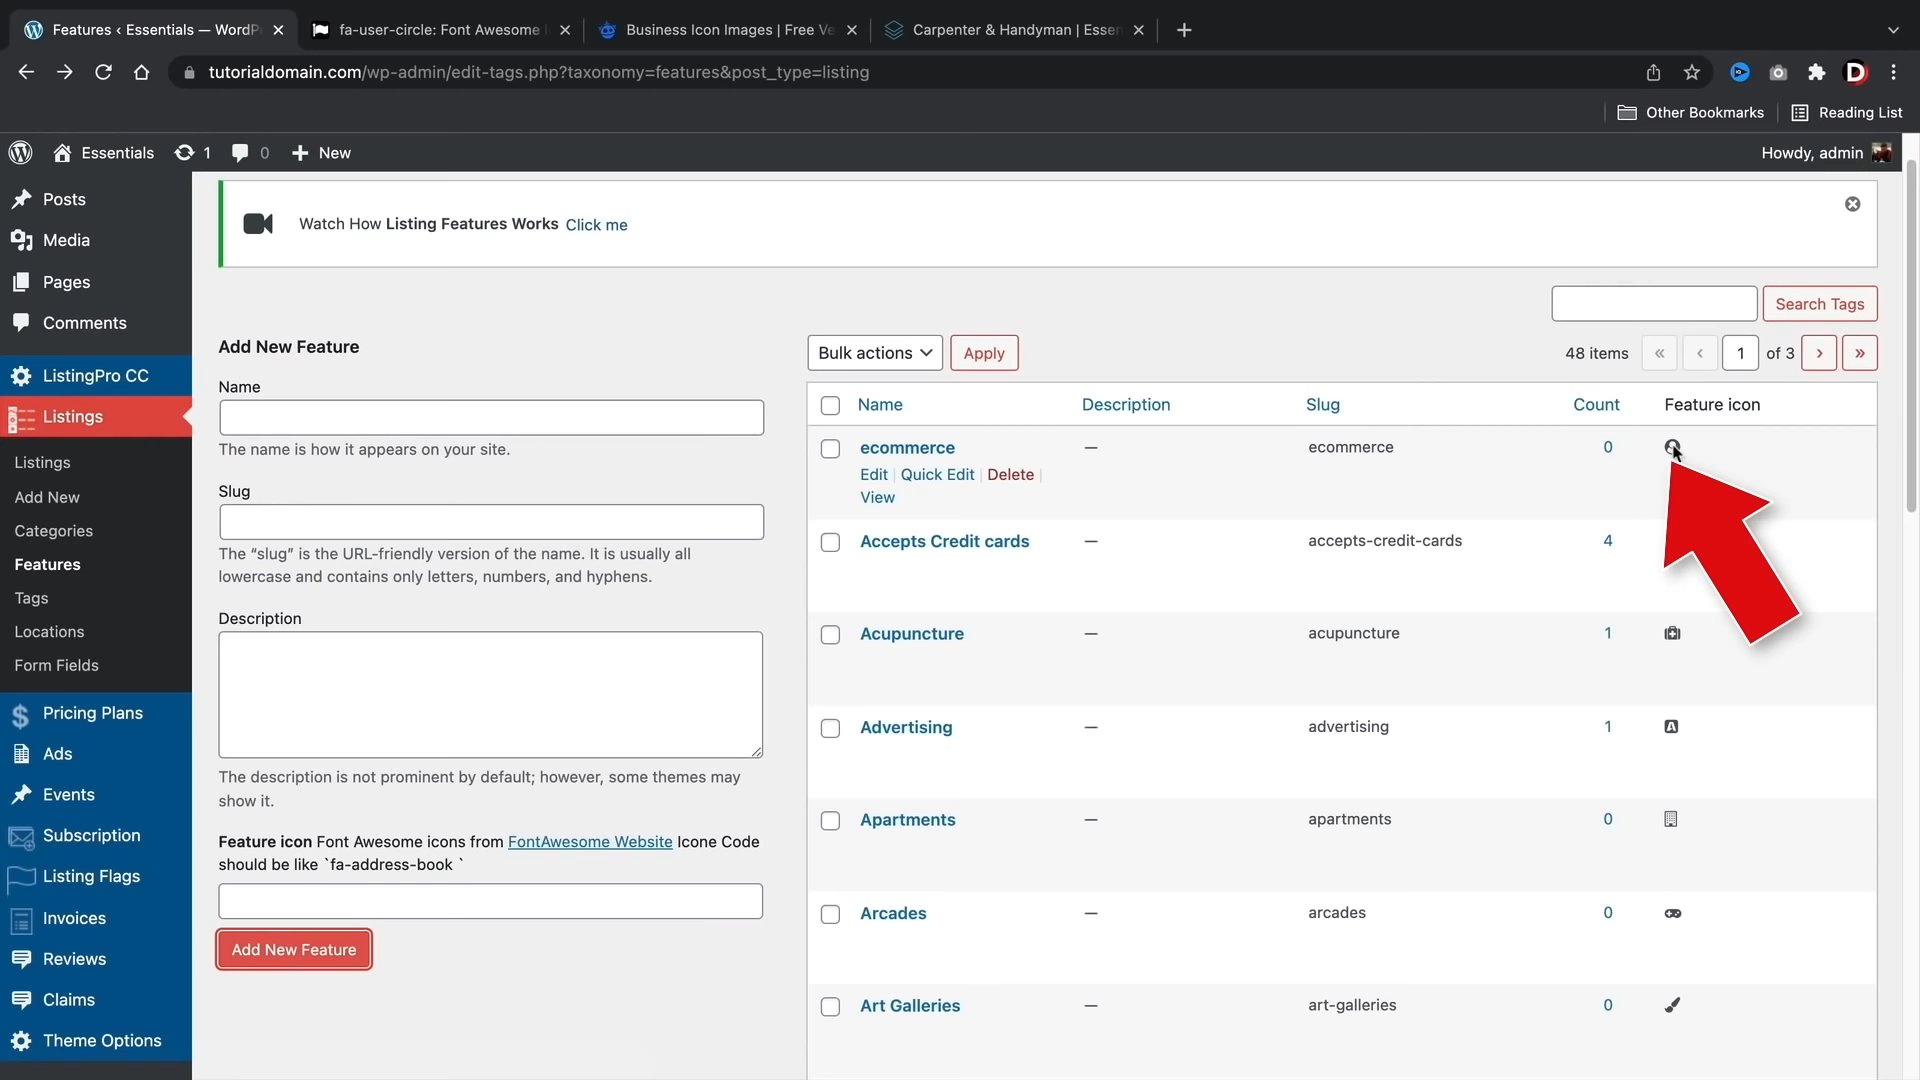 Features ‹ Essentials — WordP
fa-user-circle: Font Awesome
Business Icon Images | Free Ve
Carpenter & Handyman | Essen
tutorialdomain.com/wp-admin/edit-tags.php?taxonomy=features&post_type=listing
Other Bookmarks
Reading List
Essentials
1
0
New
Howdy, admin
Posts
Media
Pages
Comments
ListingPro CC
Listings
Listings
Add New
Categories
Features
Tags
Locations
Form Fields
Pricing Plans
Ads
Events
Subscription
Listing Flags
Invoices
Reviews
Claims
Theme Options
Watch How Listing Features Works Click me
Search Tags
Add New Feature
Name
The name is how it appears on your site.
Slug
The “slug” is the URL-friendly version of the name. It is usually all
lowercase and contains only letters, numbers, and hyphens.
Description
The description is not prominent by default; however, some themes may
show it.
Feature icon Font Awesome icons from FontAwesome Website Icone Code
should be like `fa-address-book `
Add New Feature
Bulk actions
Apply
48 items « ‹ 1 of 3 › »
Name Description Slug Count Feature icon
ecommerce — ecommerce 0
Edit | Quick Edit | Delete |
View
Accepts Credit cards — accepts-credit-cards 4
Acupuncture — acupuncture 1
Advertising — advertising 1 A
Apartments — apartments 0
Arcades — arcades 0
Art Galleries — art-galleries 0